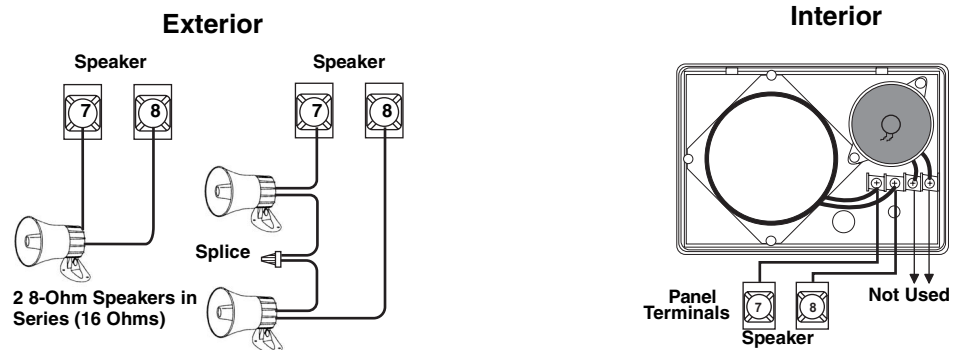 Exterior
Speaker
Speaker
7
8
7
8
Splice
2 8-Ohm Speakers in
Series (16 Ohms)
Interior
Panel
Terminals
7
8
Not Used
Speaker